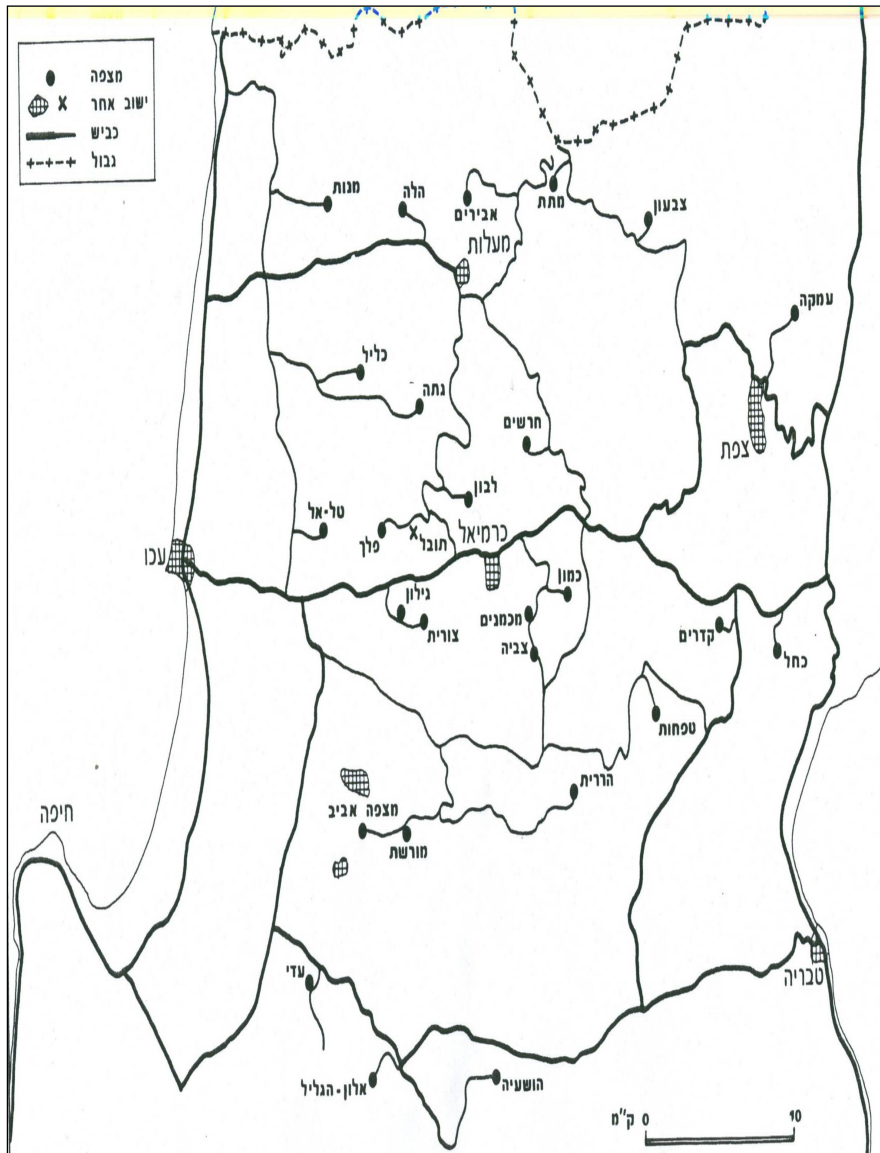 מצפה
ישוב אחר
כביש
גבול
מנות
הלה
אבירים
מתת
צבעון
מעלות
עמקה
כליל
גתה
חרשים
צפת
לבון
טל-אל
פלך
תובל
כרמיאל
עכו
כמון
גילון
מכמנים
צורית
קדרים
צביה
כחל
טפחות
הררית
מצפה אביב
חיפה
מורשת
טבריה
עדי
אלון-הגליל
הושעיה
ק"מ 0 10